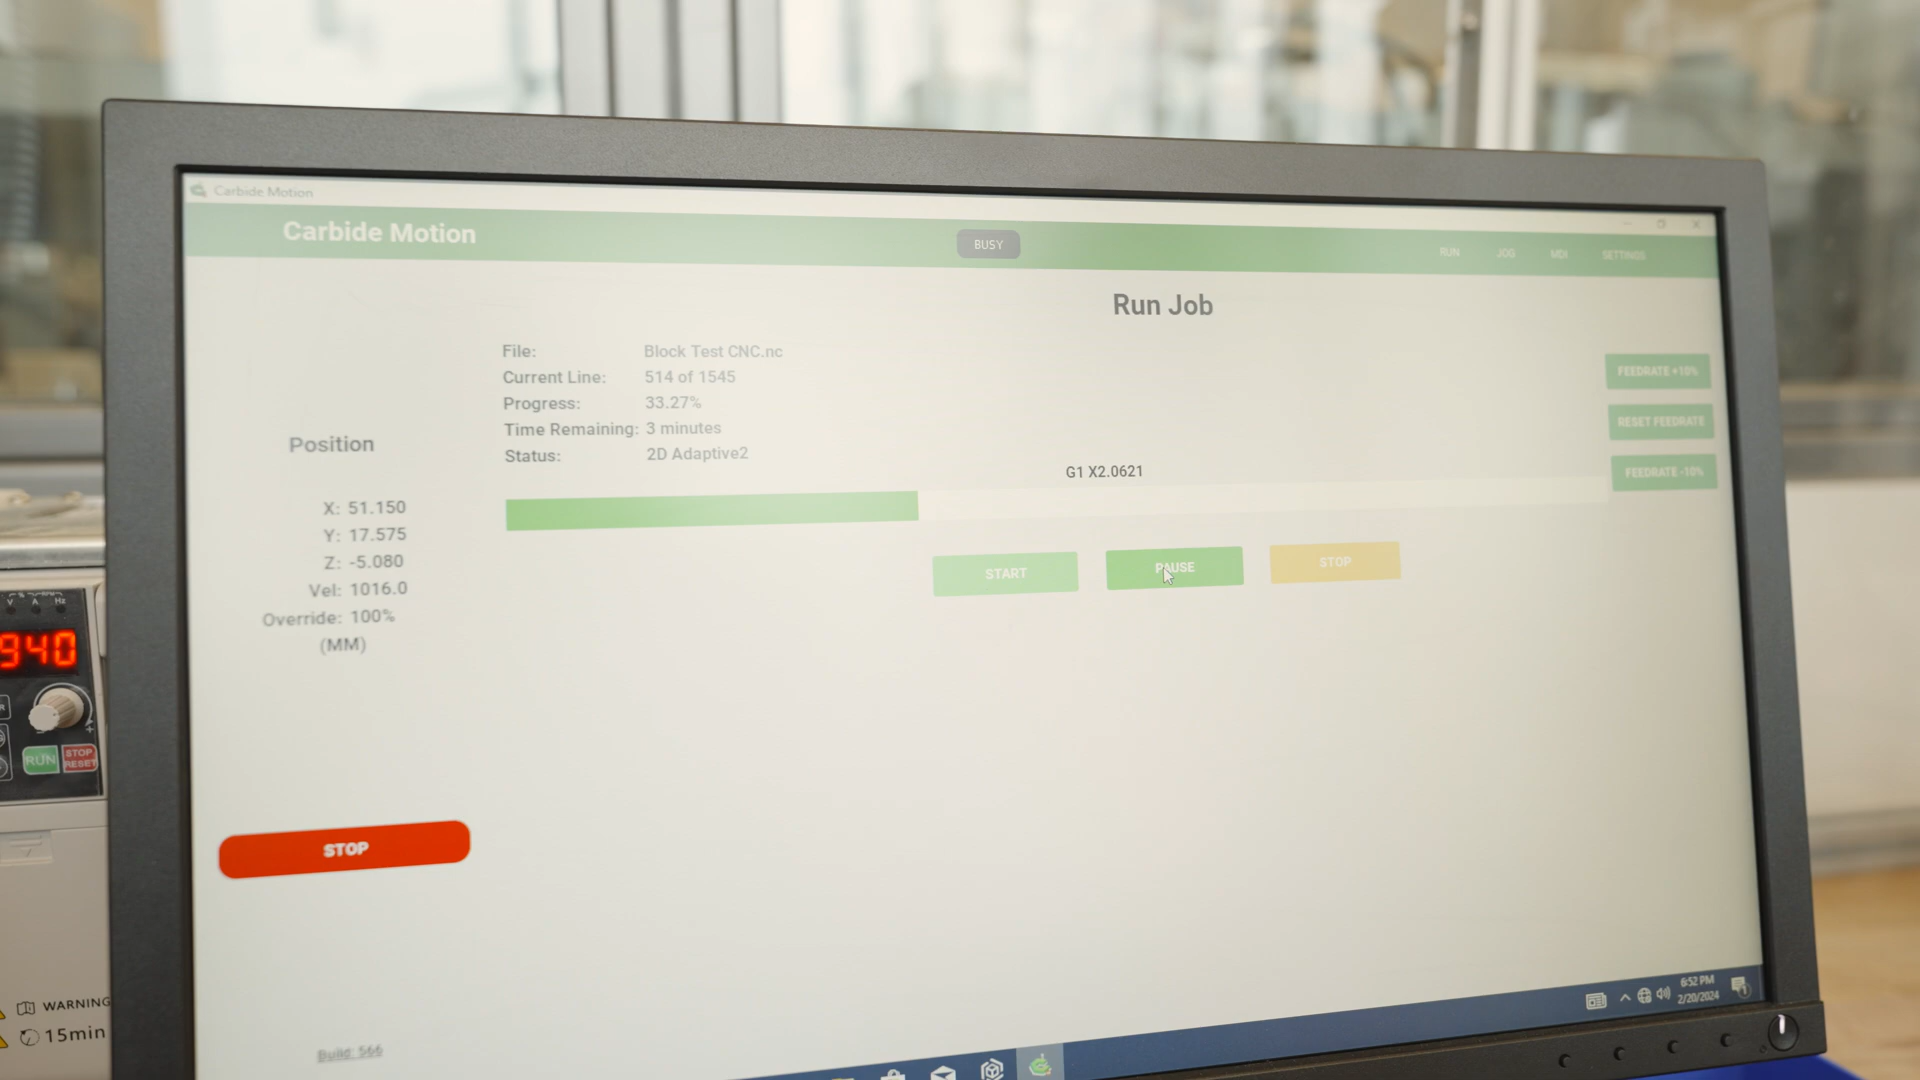 Carbide Motion
Carbide Motion
BUSY
RUN
JOG
MDI
SETTINGS
Run Job
File: Block Test CNC.nc
Current Line: 514 of 1545
Progress: 33.27%
Time Remaining: 3 minutes
Status: 2D Adaptive2
G1 X2.0621
FEEDRATE +10%
RESET FEEDRATE
FEEDRATE -10%
START
PAUSE
STOP
Position
X: 51.150
Y: 17.575
Z: -5.080
Vel: 1016.0
Override: 100%
(MM)
STOP
Build: 566
6:52 PM
2/20/2024
V A Hz
940
RUN
STOP
RESET
WARNING
15min